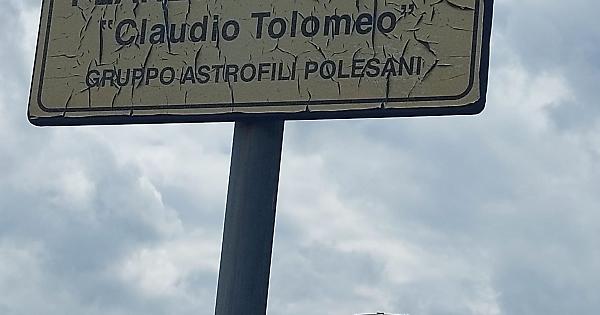 "Claudio Tolomeo"
GRUPPO ASTROFILI POLESANI